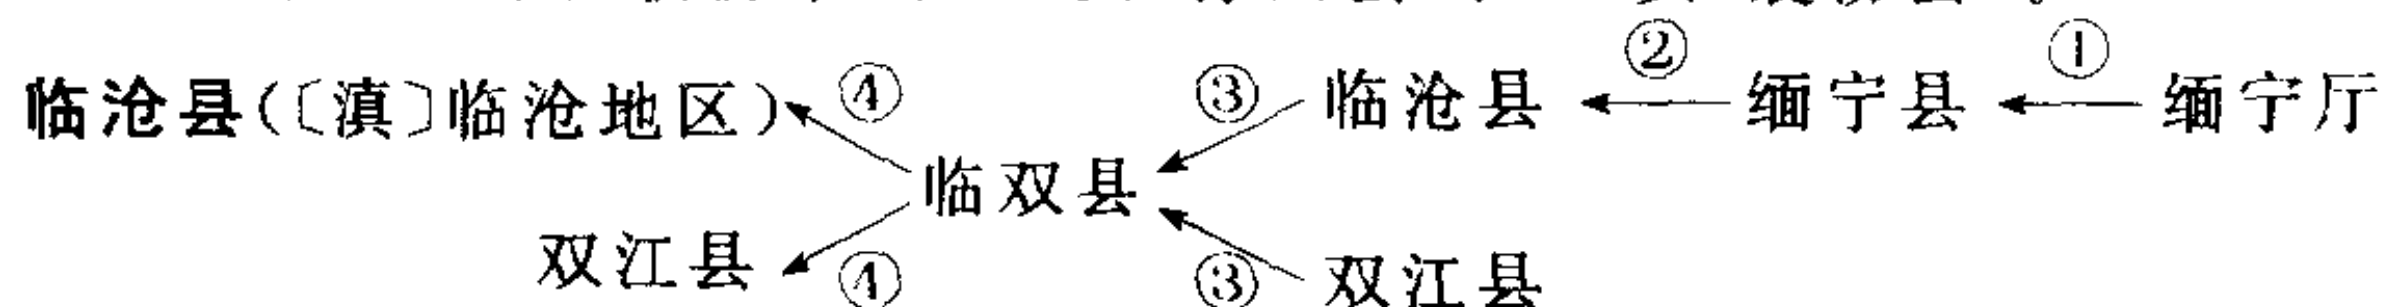 ④ ③ ② ①
临沧县(〔滇〕临沧地区) 临沧县 缅宁县 缅宁厅
临双县
双江县 ④ ③ 双江县